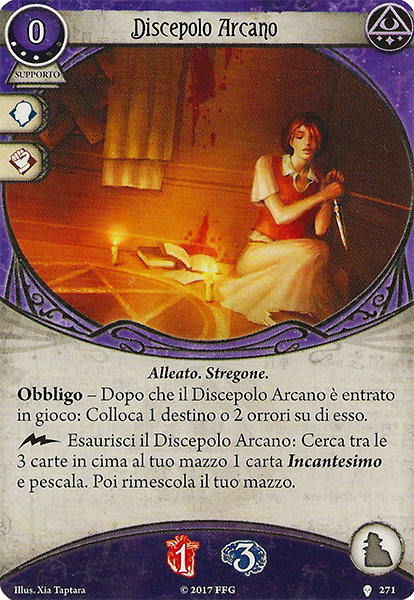 Discepolo Arcano
0
SUPPORTO
Alleato. Stregone.
Obbligo – Dopo che il Discepolo Arcano è entrato
in gioco: Colloca 1 destino o 2 orrori su di esso.
Esaurisci il Discepolo Arcano: Cerca tra le
3 carte in cima al tuo mazzo 1 carta Incantesimo
e pescala. Poi rimescola il tuo mazzo.
1 3
Illus. Xia Taptara © 2017 FFG 271